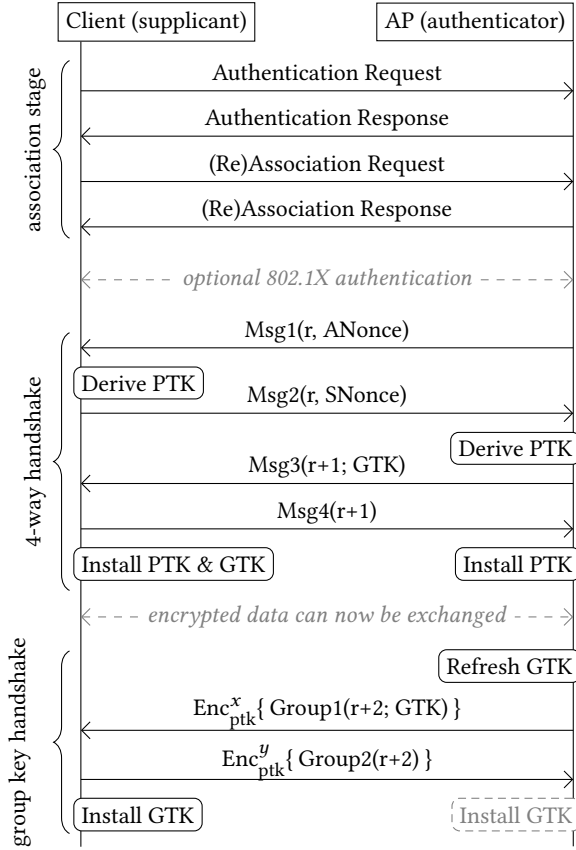 Client (supplicant)
AP (authenticator)
association stage
Authentication Request
Authentication Response
(Re)Association Request
(Re)Association Response
optional 802.1X authentication
4-way handshake
Msg1(r, ANonce)
Derive PTK
Msg2(r, SNonce)
Derive PTK
Msg3(r+1; GTK)
Msg4(r+1)
Install PTK & GTK
Install PTK
encrypted data can now be exchanged
group key handshake
Refresh GTK
Enc^x_ptk{ Group1(r+2; GTK) }
Enc^y_ptk{ Group2(r+2) }
Install GTK
Install GTK